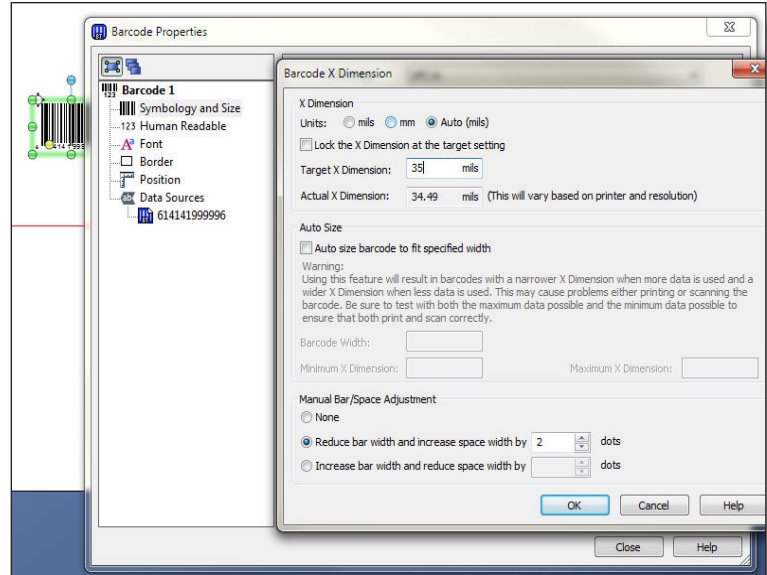 Barcode Properties
Barcode 1
Symbology and Size
123 Human Readable
Font
Border
Position
Data Sources
614141999996
Barcode X Dimension
X Dimension
Units: mils mm Auto (mils)
Lock the X Dimension at the target setting
Target X Dimension: 35 mils
Actual X Dimension: 34.49 mils (This will vary based on printer and resolution)
Auto Size
Auto size barcode to fit specified width
Warning:
Using this feature will result in barcodes with a narrower X Dimension when more data is used and a
wider X Dimension when less data is used. This may cause problems either printing or scanning the
barcode. Be sure to test with both the maximum data possible and the minimum data possible to
ensure that both print and scan correctly.
Barcode Width:
Minimum X Dimension: Maximum X Dimension:
Manual Bar/Space Adjustment
None
Reduce bar width and increase space width by 2 dots
Increase bar width and reduce space width by dots
OK Cancel Help
Close Help